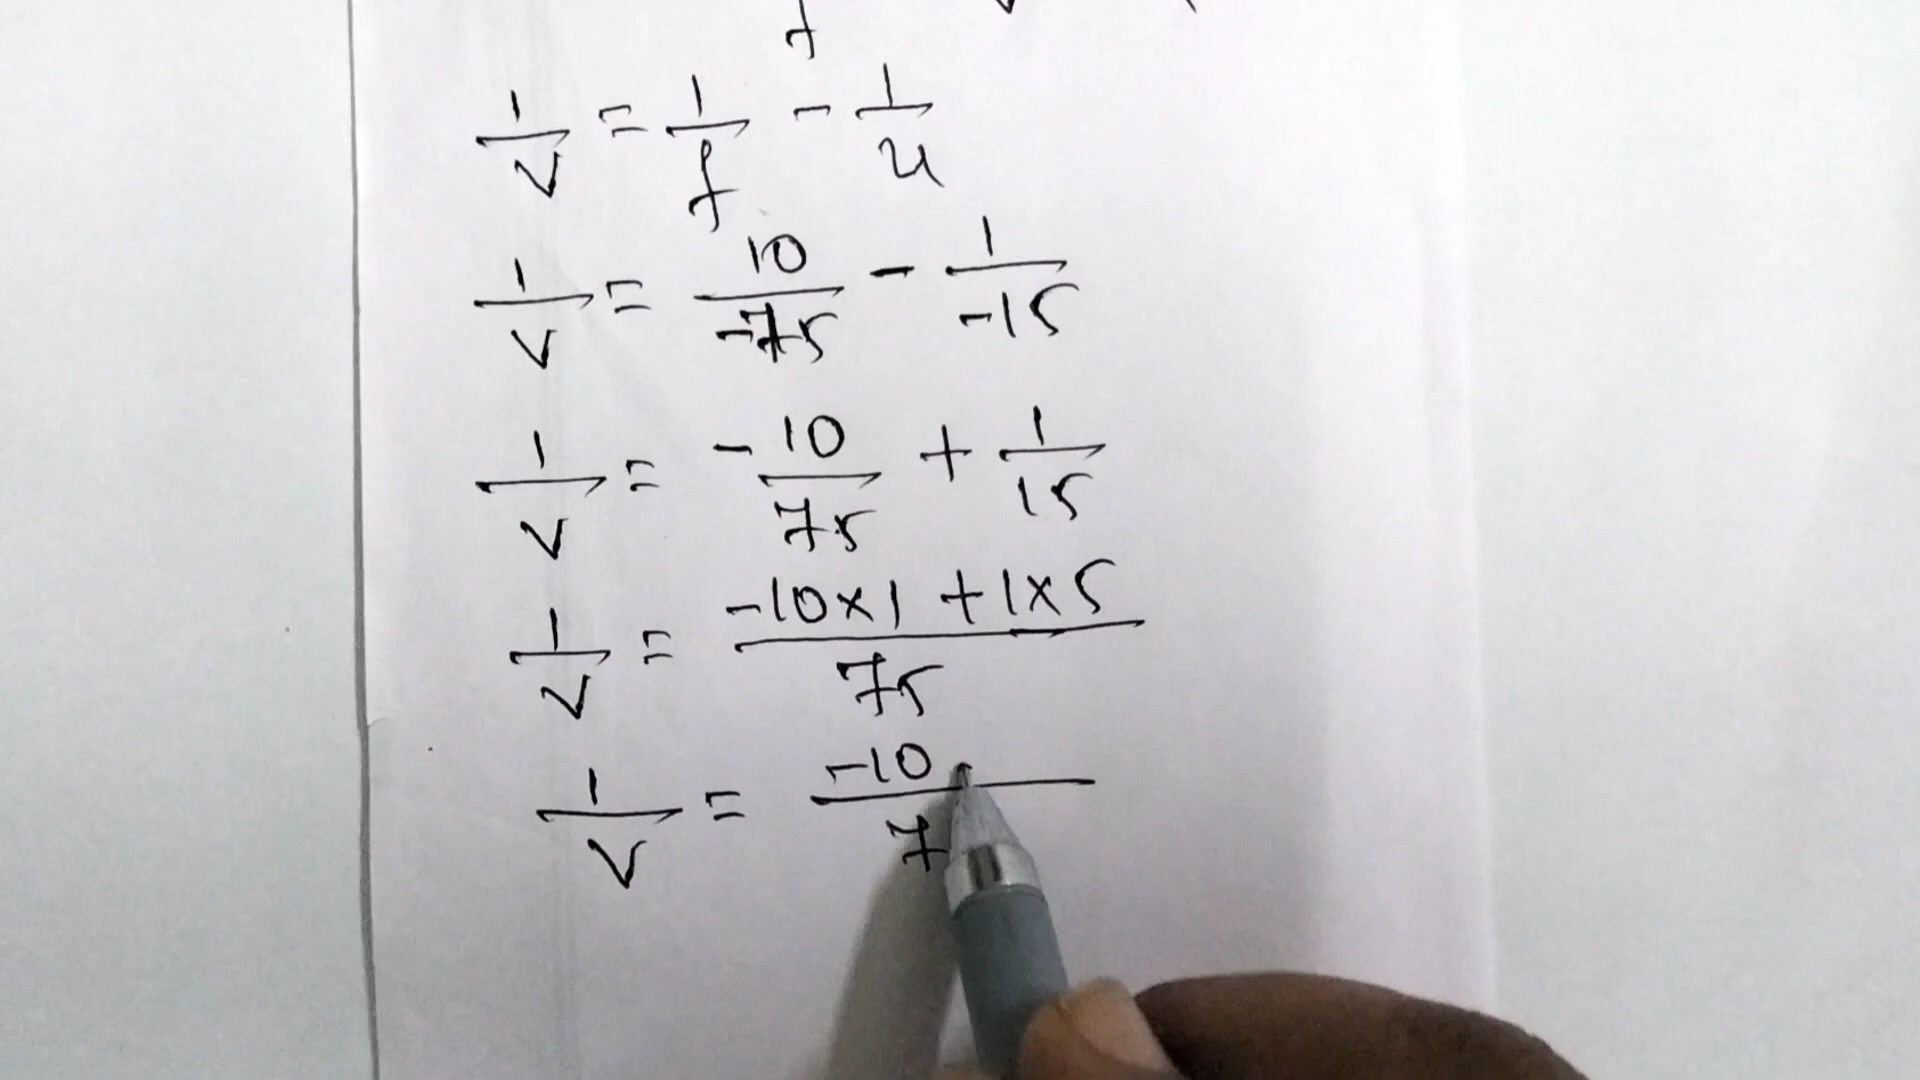 1/v = 1/f - 1/u
1/v = 10/-75 - 1/-15
1/v = -10/75 + 1/15
1/v = -10×1 + 1×5/75
1/v = -10/7